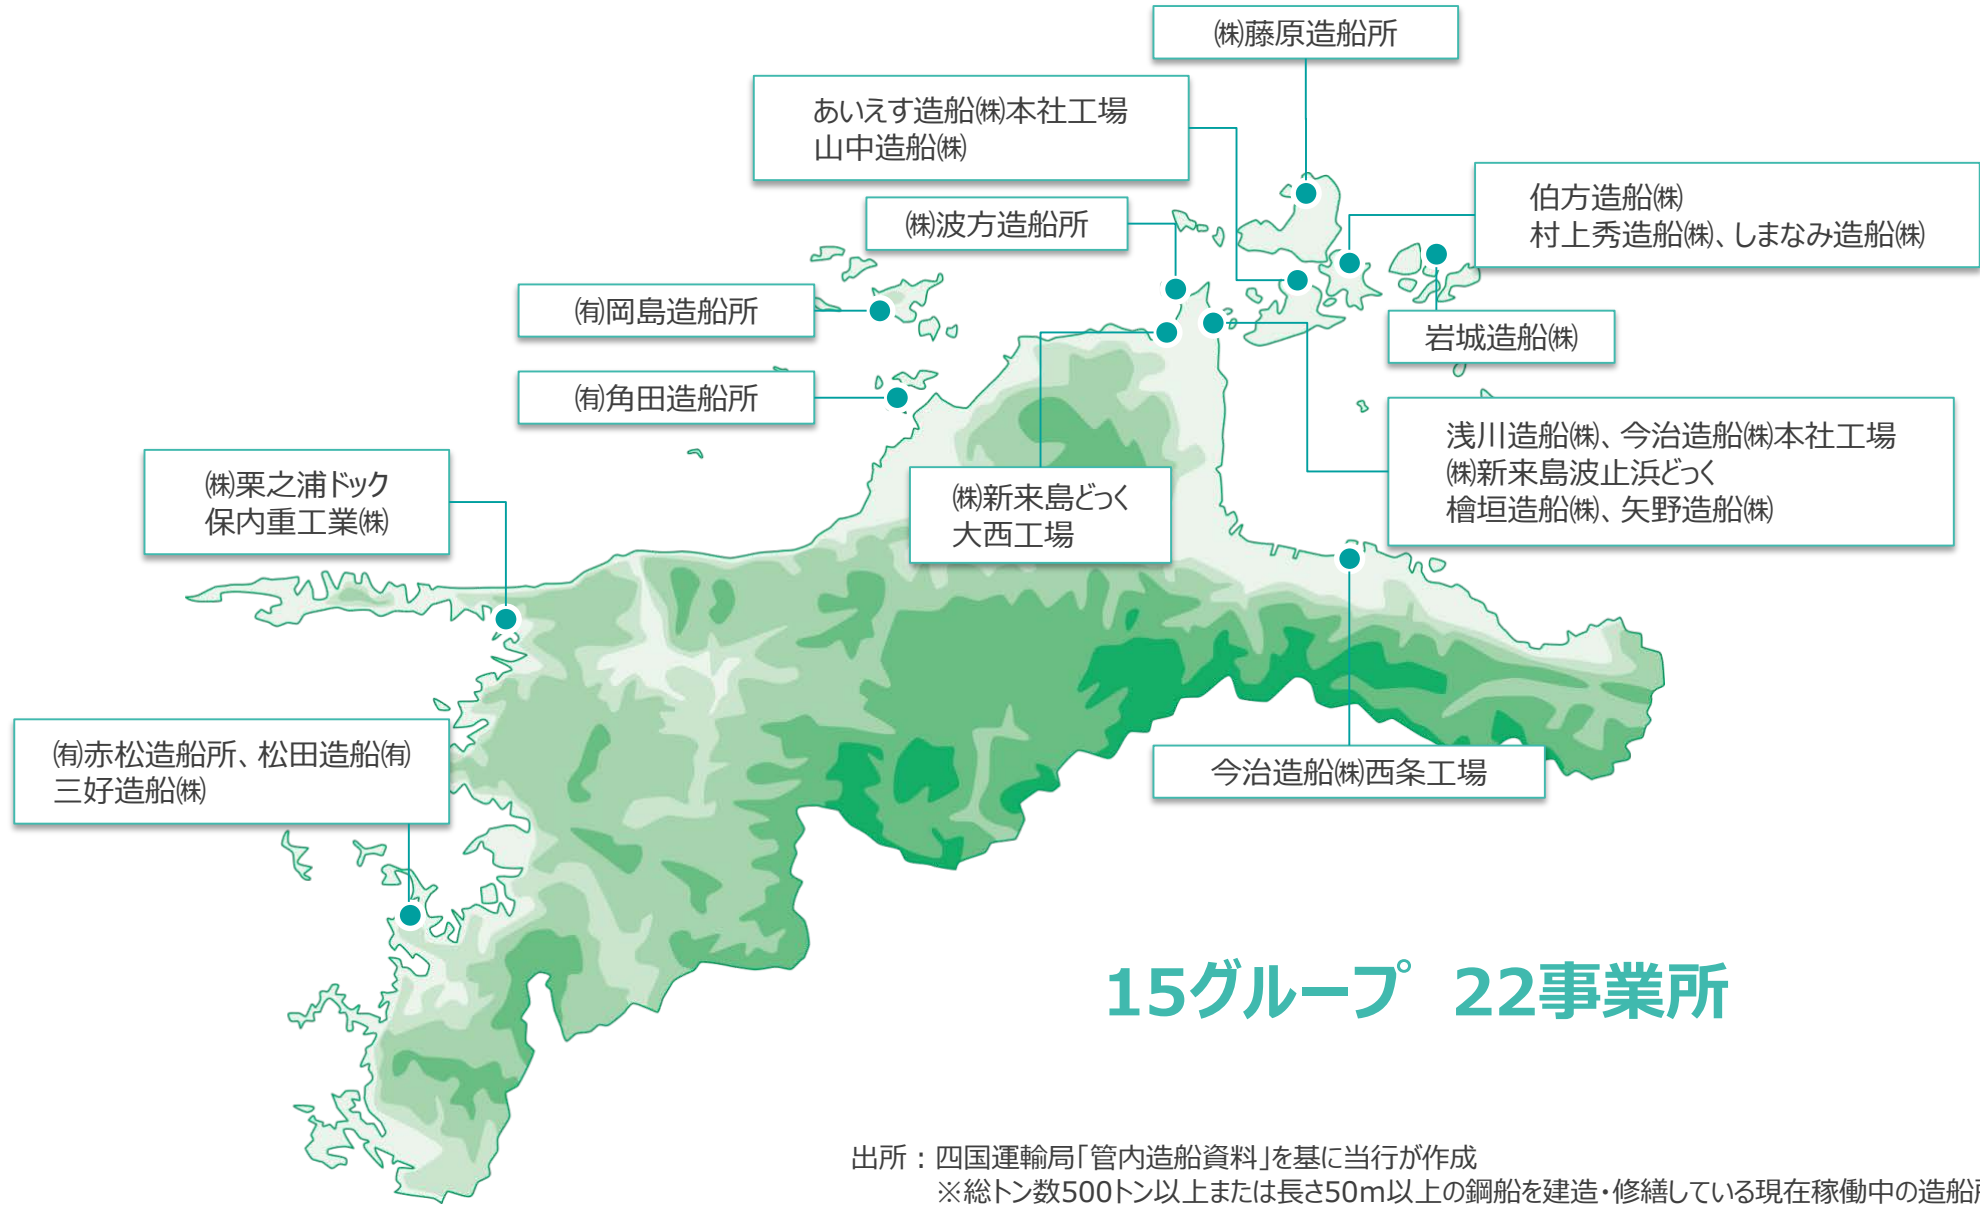 ㈱藤原造船所
あいえす造船㈱本社工場
山中造船㈱
伯方造船㈱
村上秀造船㈱、しまなみ造船㈱
㈱波方造船所
㈲岡島造船所
岩城造船㈱
㈲角田造船所
浅川造船㈱、今治造船㈱本社工場
㈱新来島波止浜どっく
檜垣造船㈱、矢野造船㈱
㈱栗之浦ドック
保内重工業㈱
㈱新来島どっく
大西工場
㈲赤松造船所、松田造船㈲
三好造船㈱
今治造船㈱西条工場
15グループ 22事業所
出所：四国運輸局「管内造船資料」を基に当行が作成
※総トン数500トン以上または長さ50m以上の鋼船を建造・修繕している現在稼働中の造船所